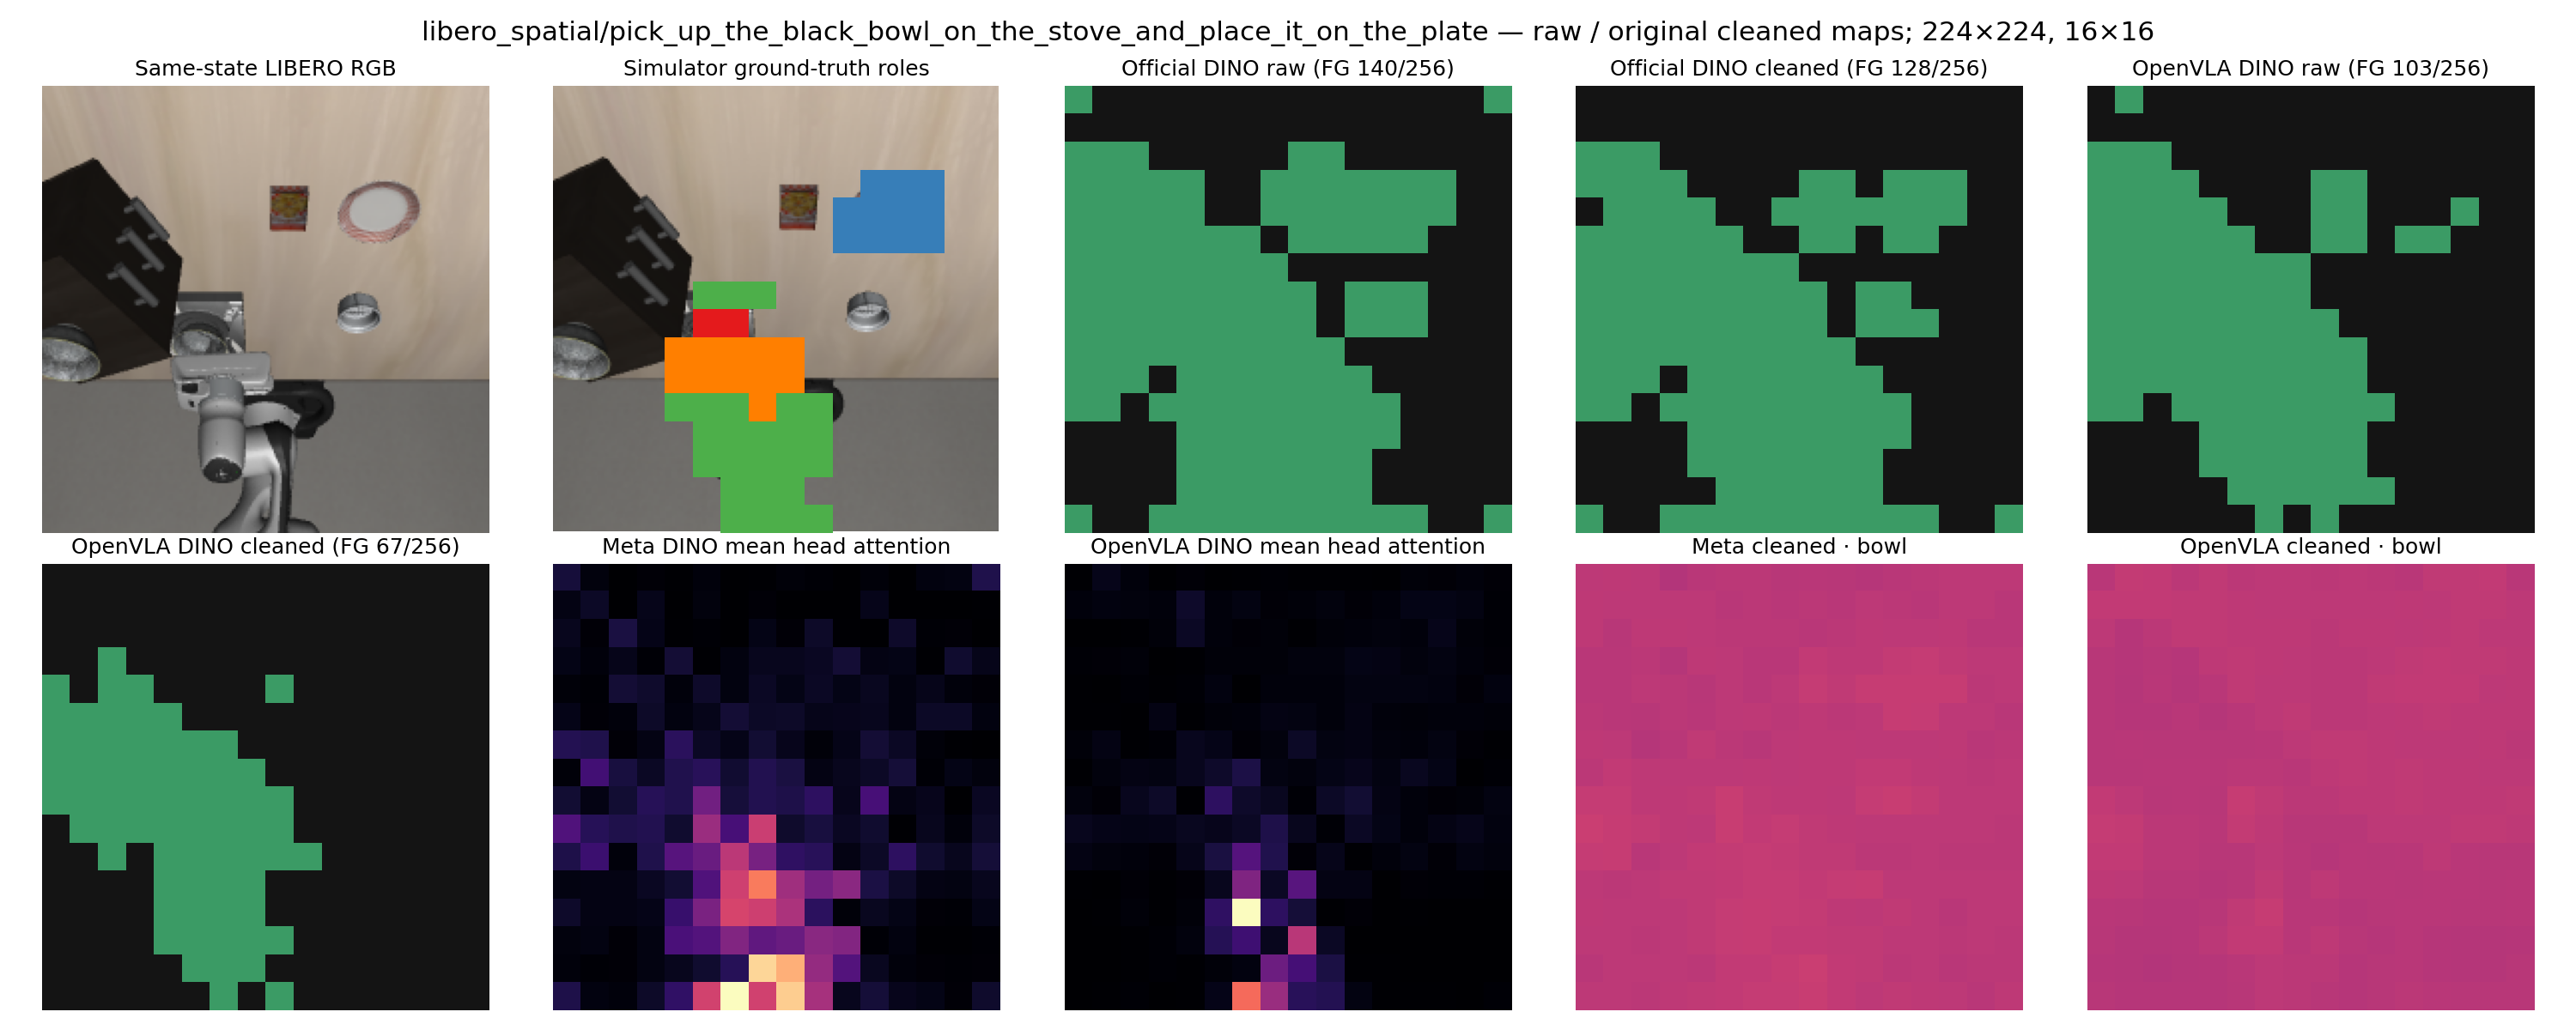 libero_spatial/pick_up_the_black_bowl_on_the_stove_and_place_it_on_the_plate — raw / original cleaned maps; 224×224, 16×16
Same-state LIBERO RGB
Simulator ground-truth roles
Official DINO raw (FG 140/256)
Official DINO cleaned (FG 128/256)
OpenVLA DINO raw (FG 103/256)
OpenVLA DINO cleaned (FG 67/256)
Meta DINO mean head attention
OpenVLA DINO mean head attention
Meta cleaned · bowl
OpenVLA cleaned · bowl